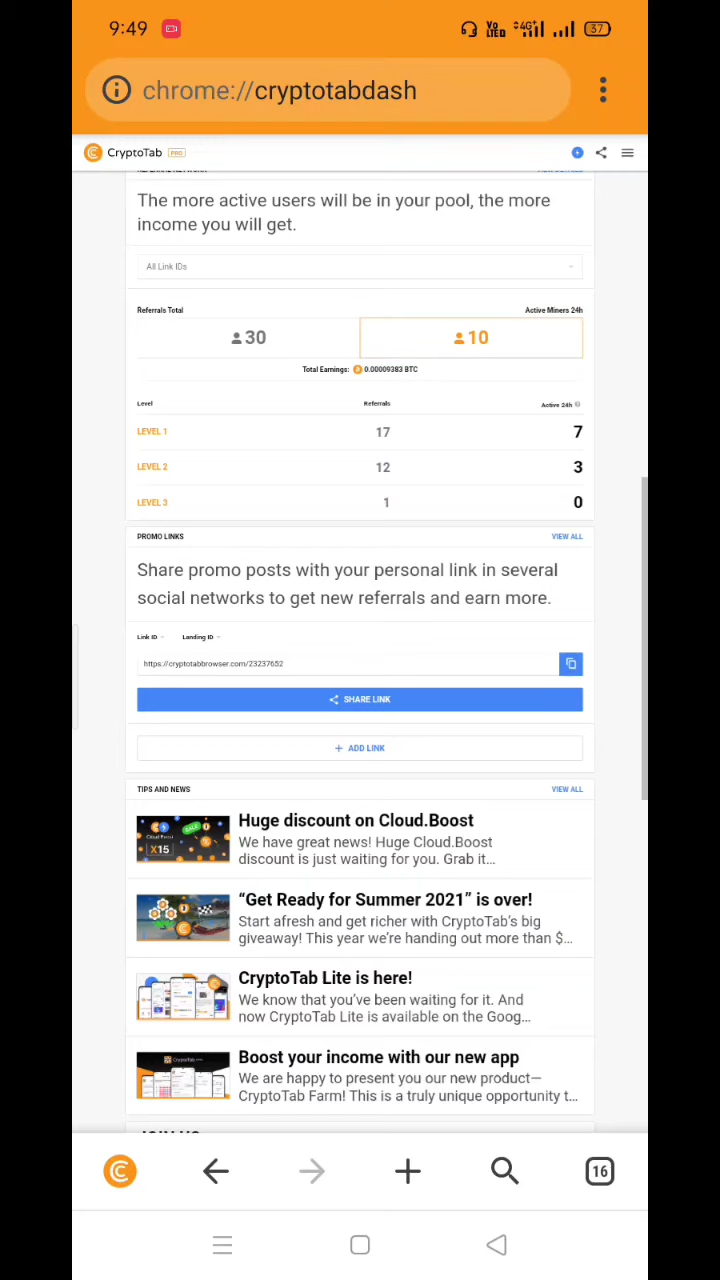 9:49
Vo LTE 4G+ 37
chrome://cryptotabdash
CryptoTab PRO
The more active users will be in your pool, the more
income you will get.
All Link IDs
Referrals Total Active Miners 24h
30 10
Total Earnings: 0.00009383 BTC
Level Referrals Active 24h
LEVEL 1 17 7
LEVEL 2 12 3
LEVEL 3 1 0
PROMO LINKS VIEW ALL
Share promo posts with your personal link in several
social networks to get new referrals and earn more.
Link ID Landing ID
https://cryptotabbrowser.com/23237652
SHARE LINK
+ ADD LINK
TIPS AND NEWS VIEW ALL
Huge discount on Cloud.Boost
We have great news! Huge Cloud.Boost
discount is just waiting for you. Grab it...
X15
“Get Ready for Summer 2021” is over!
Start afresh and get richer with CryptoTab’s big
giveaway! This year we’re handing out more than $...
CryptoTab Lite is here!
We know that you’ve been waiting for it. And
now CryptoTab Lite is available on the Goog...
Boost your income with our new app
We are happy to present you our new product—
CryptoTab Farm! This is a truly unique opportunity t...
16